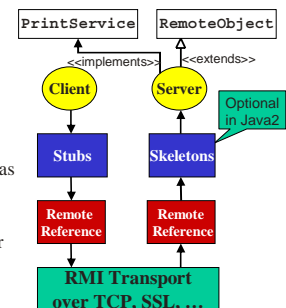 PrintService RemoteObject
<<implements>> <<extends>>
Client Server
Optional
in Java2
Stubs Skeletons
as
Remote
Reference
Remote
Reference
r
RMI Transport
over TCP, SSL, …